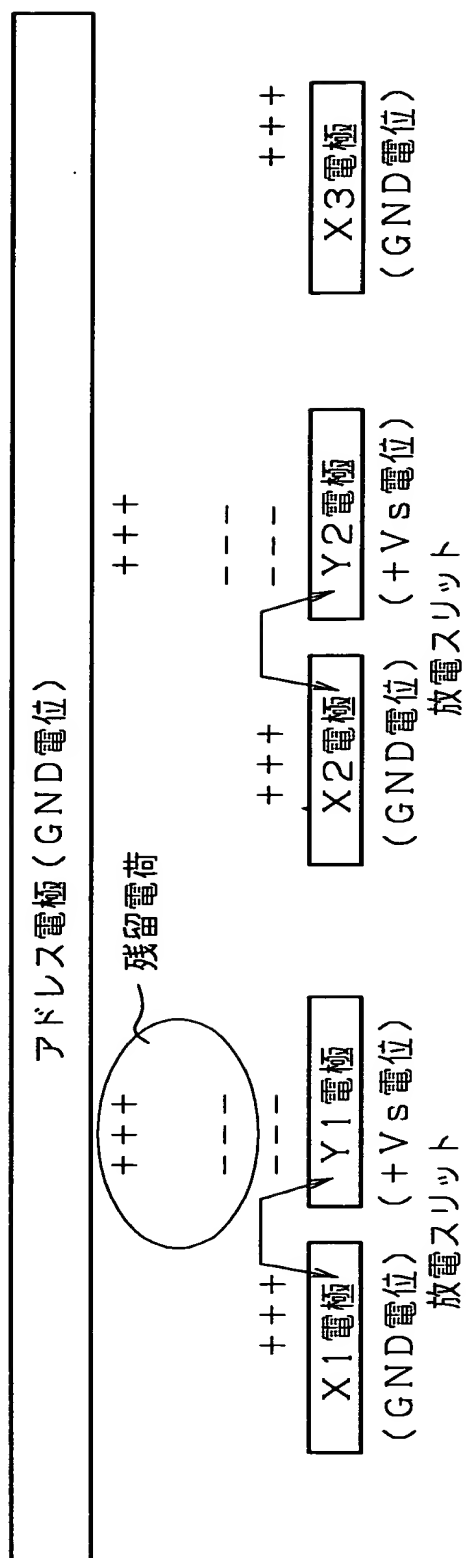 アドレス電極(GND電位)
残留電荷
+++
+++
---
---
---
---
+++
+++
+++
X1電極
Y1電極
X2電極
Y2電極
X3電極
(GND電位)
(+Vs電位)
(GND電位)
(+Vs電位)
(GND電位)
放電スリット
放電スリット